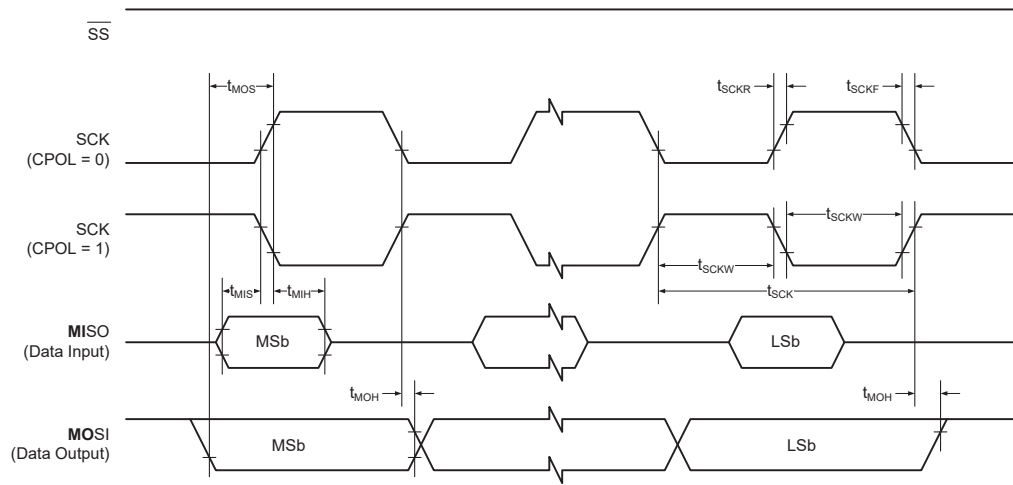 SS
tMOS
tSCKR
tSCKF
SCK
(CPOL = 0)
SCK
(CPOL = 1)
tSCKW
tSCKW
tSCK
tMIS
tMIH
MISO
(Data Input)
MSb
LSb
tMOH
tMOH
MOSI
(Data Output)
MSb
LSb